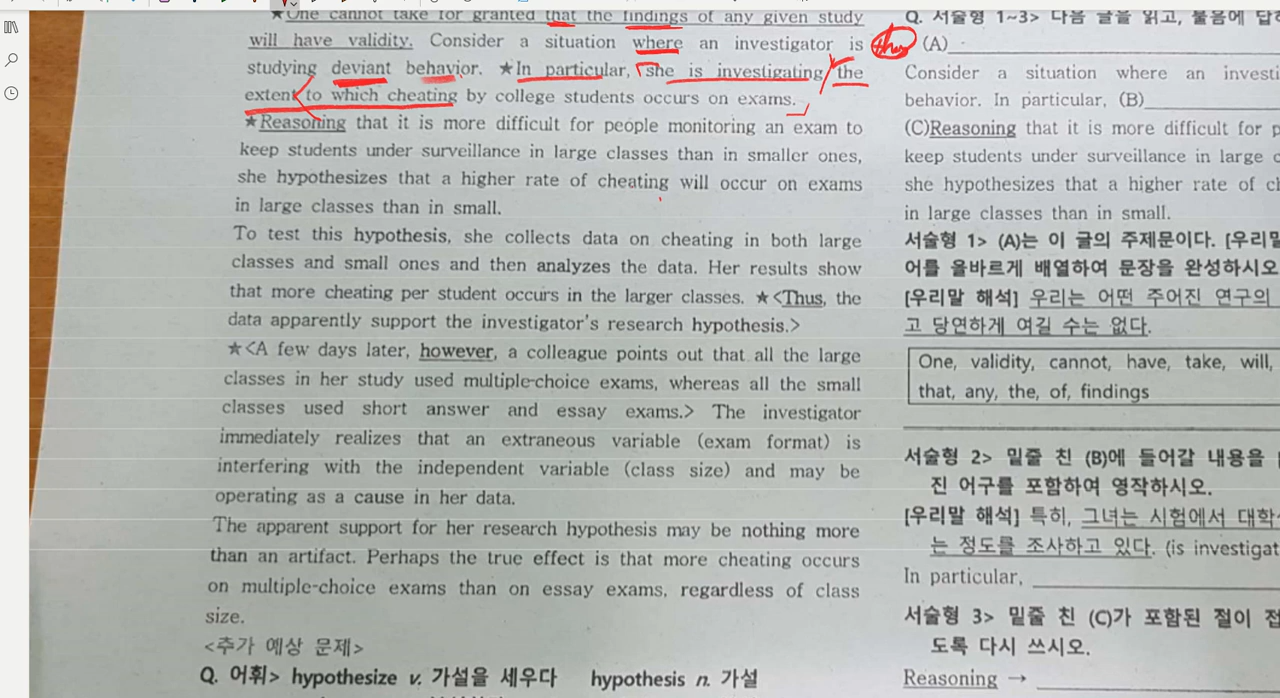 ★One cannot take for granted that the findings of any given study
will have validity. Consider a situation where an investigator is
studying deviant behavior. ★In particular, she is investigating the
extent to which cheating by college students occurs on exams.
★Reasoning that it is more difficult for people monitoring an exam to
keep students under surveillance in large classes than in smaller ones,
she hypothesizes that a higher rate of cheating will occur on exams
in large classes than in small.
To test this hypothesis, she collects data on cheating in both large
classes and small ones and then analyzes the data. Her results show
that more cheating per student occurs in the larger classes. ★<Thus, the
data apparently support the investigator's research hypothesis.>
★<A few days later, however, a colleague points out that all the large
classes in her study used multiple-choice exams, whereas all the small
classes used short answer and essay exams.> The investigator
immediately realizes that an extraneous variable (exam format) is
interfering with the independent variable (class size) and may be
operating as a cause in her data.
The apparent support for her research hypothesis may be nothing more
than an artifact. Perhaps the true effect is that more cheating occurs
on multiple-choice exams than on essay exams, regardless of class
size.
<추가 예상 문제>
Q. 어휘> hypothesize v. 가설을 세우다 hypothesis n. 가설
Q. 서술형 1~3> 다음 글을 읽고, 물음에 답하
(A)
Consider a situation where an investi
behavior. In particular, (B)
(C)Reasoning that it is more difficult for p
keep students under surveillance in large c
she hypothesizes that a higher rate of ch
in large classes than in small.
서술형 1> (A)는 이 글의 주제문이다. [우리말
어를 올바르게 배열하여 문장을 완성하시오
[우리말 해석] 우리는 어떤 주어진 연구의
고 당연하게 여길 수는 없다.
One, validity, cannot, have, take, will,
that, any, the, of, findings
서술형 2> 밑줄 친 (B)에 들어갈 내용을
진 어구를 포함하여 영작하시오.
[우리말 해석] 특히, 그녀는 시험에서 대학
는 정도를 조사하고 있다. (is investigat
In particular,
서술형 3> 밑줄 친 (C)가 포함된 절이 접
도록 다시 쓰시오.
Reasoning →